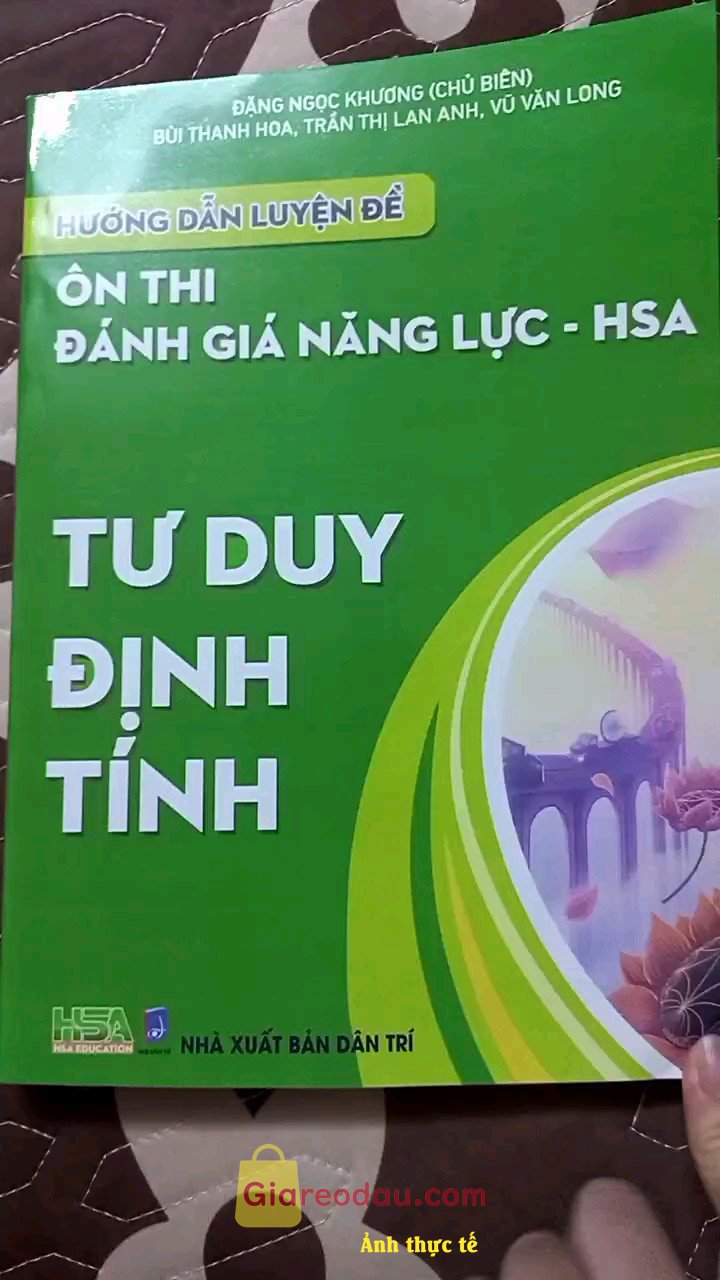 ĐẶNG NGỌC KHƯƠNG (CHỦ BIÊN)
BÙI THANH HOA, TRẦN THỊ LAN ANH, VŨ VĂN LONG
HƯỚNG DẪN LUYỆN ĐỀ
ÔN THI
ĐÁNH GIÁ NĂNG LỰC - HSA
TƯ DUY
ĐỊNH
TÍNH
HSA
HSA EDUCATION
NHÀ XUẤT BẢN DÂN TRÍ
Giareodau.com
Ảnh thực tế